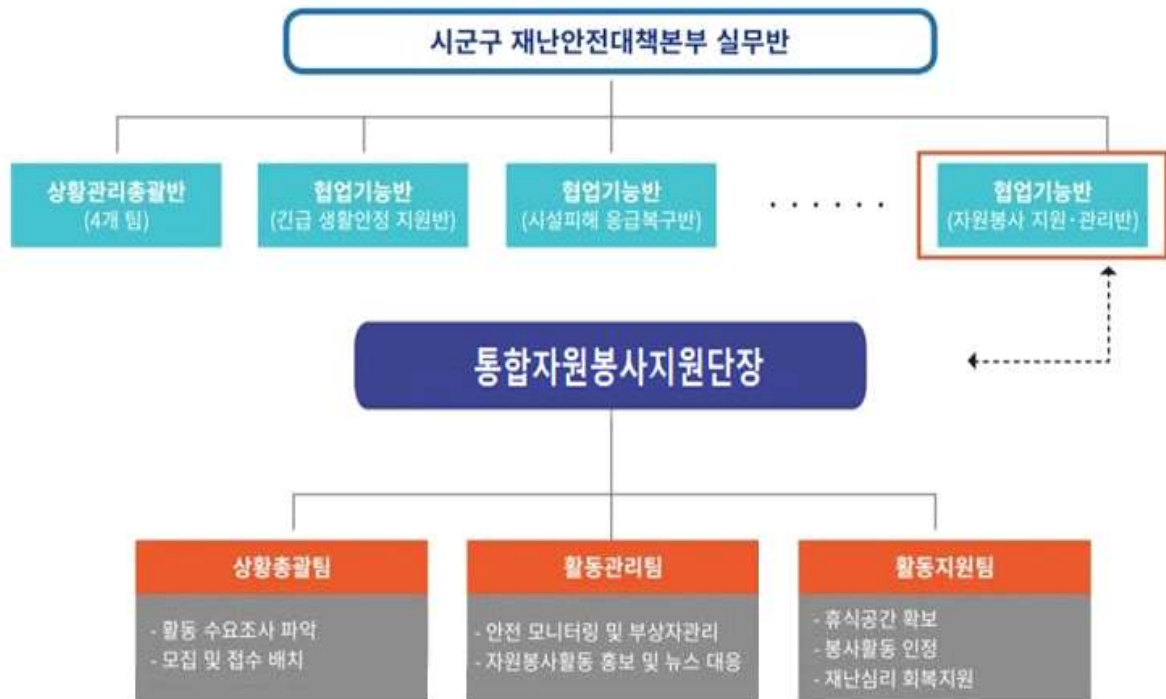 시군구 재난안전대책본부 실무반
상황관리총괄반
(4개 팀)
협업기능반
(긴급 생활안정 지원반)
협업기능반
(시설피해 응급복구반)
· · · · · ·
협업기능반
(자원봉사 지원·관리반)
통합자원봉사지원단장
상황총괄팀
- 활동 수요조사 파악
- 모집 및 접수 배치
활동관리팀
- 안전 모니터링 및 부상자관리
- 자원봉사활동 홍보 및 뉴스 대응
활동지원팀
- 휴식공간 확보
- 봉사활동 인정
- 재난심리 회복지원